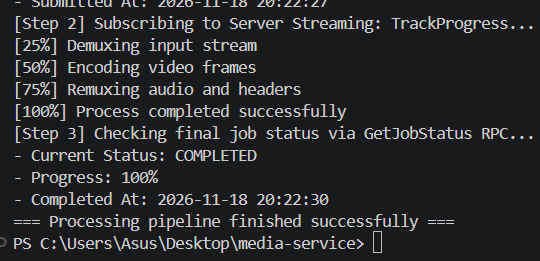 - Submitted At: 2026-11-18 20:22:27
[Step 2] Subscribing to Server Streaming: TrackProgress...
[25%] Demuxing input stream
[50%] Encoding video frames
[75%] Remuxing audio and headers
[100%] Process completed successfully
[Step 3] Checking final job status via GetJobStatus RPC...
- Current Status: COMPLETED
- Progress: 100%
- Completed At: 2026-11-18 20:22:30
=== Processing pipeline finished successfully ===
PS C:\Users\Asus\Desktop\media-service>